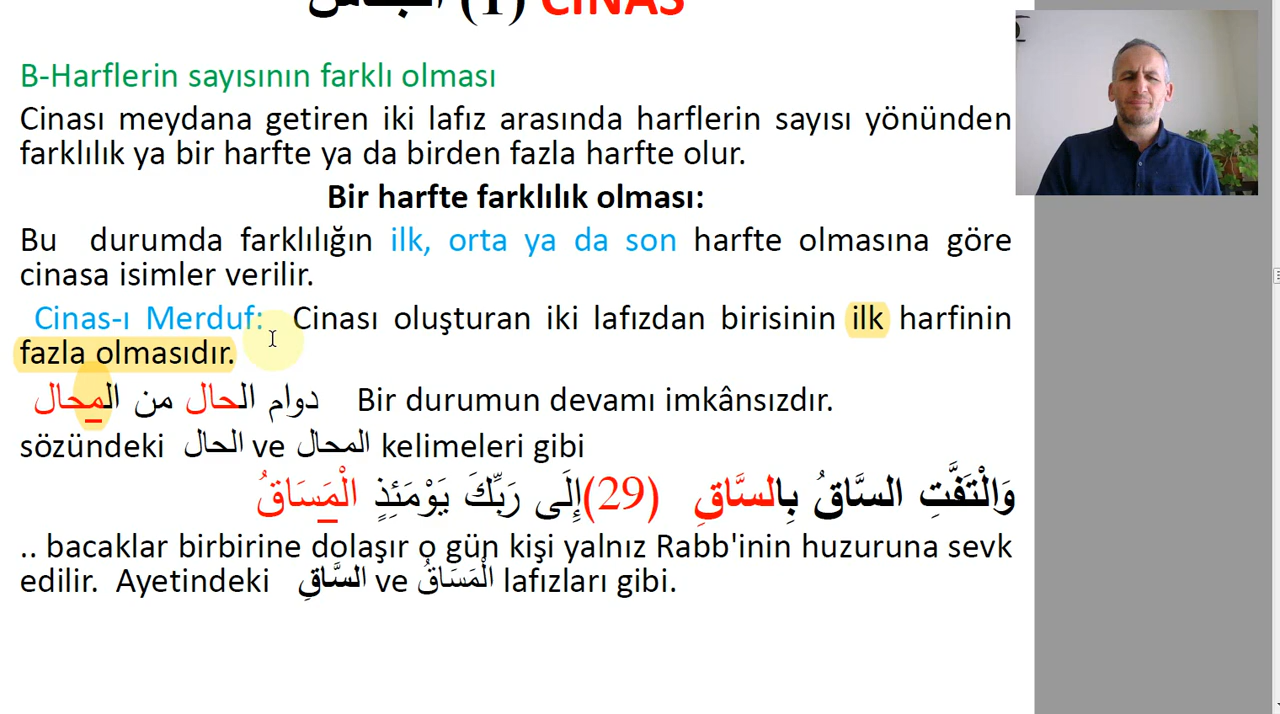 CİNAS (1) الجناس
B-Harflerin sayısının farklı olması
Cinası meydana getiren iki lafız arasında harflerin sayısı yönünden
farklılık ya bir harfte ya da birden fazla harfte olur.
Bir harfte farklılık olması:
Bu durumda farklılığın ilk, orta ya da son harfte olmasına göre
cinasa isimler verilir.
Cinas-ı Merduf: Cinası oluşturan iki lafızdan birisinin ilk harfinin
fazla olmasıdır.
دوام الحال من المحال Bir durumun devamı imkânsızdır.
sözündeki الحال ve المحال kelimeleri gibi
وَالْتَفَّتِ السَّاقُ بِالسَّاقِ (29) إِلَى رَبِّكَ يَوْمَئِذٍ الْمَسَاقُ
.. bacaklar birbirine dolaşır o gün kişi yalnız Rabb'inin huzuruna sevk
edilir. Ayetindeki السَّاقِ ve الْمَسَاقُ lafızları gibi.